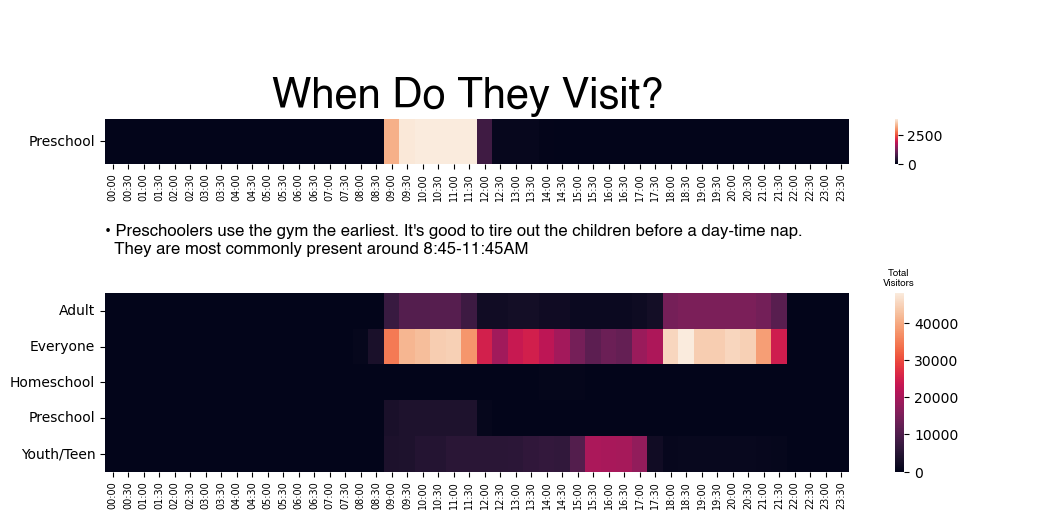 When Do They Visit?
Preschool
2500
0
00:00 00:30 01:00 01:30 02:00 02:30 03:00 03:30 04:00 04:30 05:00 05:30 06:00 06:30 07:00 07:30 08:00 08:30 09:00 09:30 10:00 10:30 11:00 11:30 12:00 12:30 13:00 13:30 14:00 14:30 15:00 15:30 16:00 16:30 17:00 17:30 18:00 18:30 19:00 19:30 20:00 20:30 21:00 21:30 22:00 22:30 23:00 23:30
• Preschoolers use the gym the earliest. It's good to tire out the children before a day-time nap.
They are most commonly present around 8:45-11:45AM
Total
Visitors
Adult
Everyone
Homeschool
Preschool
Youth/Teen
40000
30000
20000
10000
0
00:00 00:30 01:00 01:30 02:00 02:30 03:00 03:30 04:00 04:30 05:00 05:30 06:00 06:30 07:00 07:30 08:00 08:30 09:00 09:30 10:00 10:30 11:00 11:30 12:00 12:30 13:00 13:30 14:00 14:30 15:00 15:30 16:00 16:30 17:00 17:30 18:00 18:30 19:00 19:30 20:00 20:30 21:00 21:30 22:00 22:30 23:00 23:30